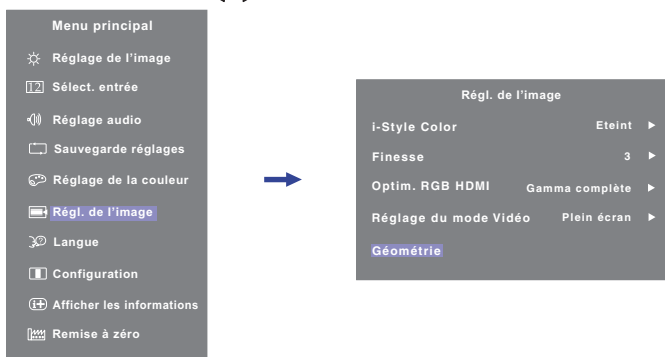 Menu principal
Réglage de l'image
12 Sélect. entrée
Réglage audio
Sauvegarde réglages
Réglage de la couleur
Régl. de l'image
Langue
Configuration
Afficher les informations
Remise à zéro
Régl. de l'image
i-Style Color Eteint
Finesse 3
Optim. RGB HDMI Gamma complète
Réglage du mode Vidéo Plein écran
Géométrie